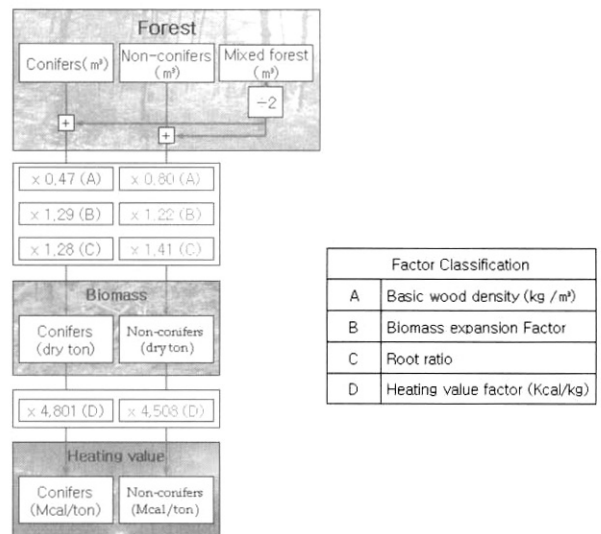 Forest
Conifers(m³)
Non-conifers
(m³)
Mixed forest
(m³)
÷2
+
+
x 0.47 (A)
x 0.80 (A)
x 1.29 (B)
x 1.22 (B)
x 1.28 (C)
x 1.41 (C)
Biomass
Conifers
(dry ton)
Non-conifers
(dry ton)
x 4,801 (D)
x 4,508 (D)
Heating value
Conifers
(Mcal/ton)
Non-conifers
(Mcal/ton)
Factor Classification
A Basic wood density (kg /m³)
B Biomass expansion Factor
C Root ratio
D Heating value factor (Kcal/kg)